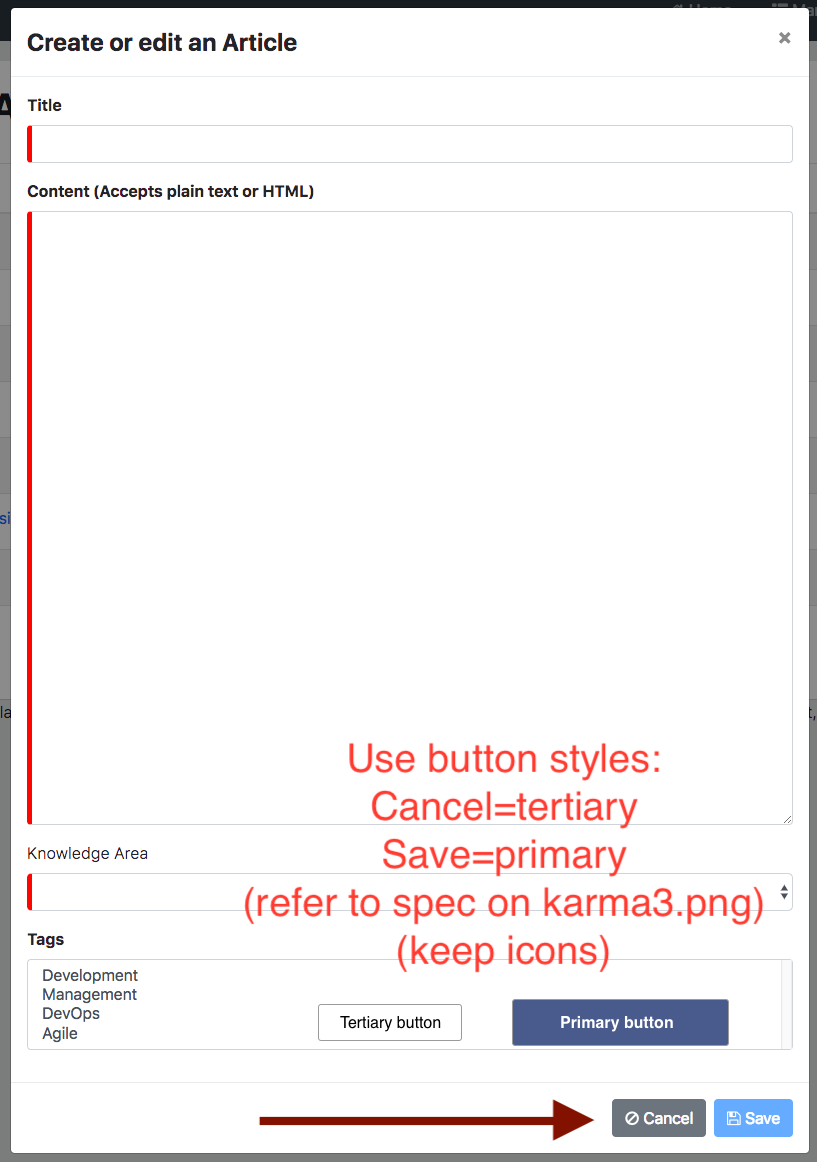 Create or edit an Article
×
Title
Content (Accepts plain text or HTML)
si
la
Use button styles:
Cancel=tertiary
Save=primary
(refer to spec on karma3.png)
(keep icons)
Knowledge Area
Tags
Development
Management
DevOps
Agile
Tertiary button
Primary button
Cancel
Save